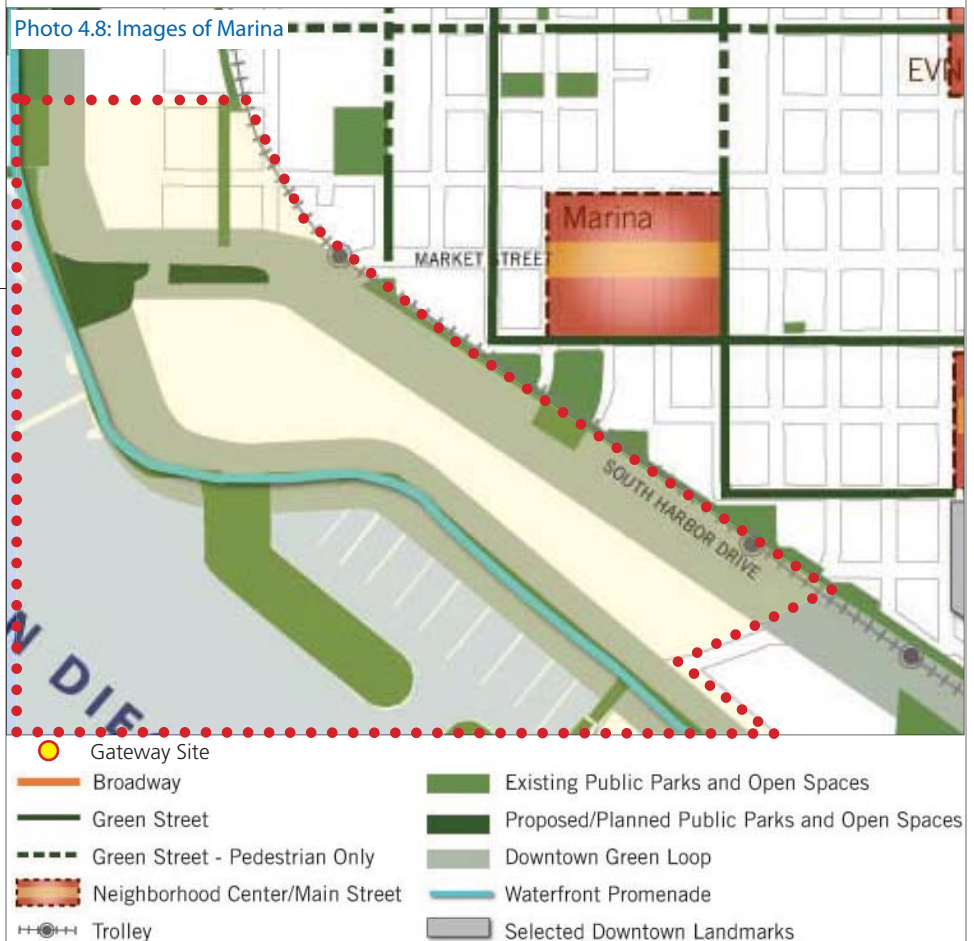 Photo 4.8: Images of Marina
Marina
MARKET STREET
SOUTH HARBOR DRIVE
N DIE
Gateway Site
Broadway
Green Street
Green Street - Pedestrian Only
Neighborhood Center/Main Street
Trolley
Existing Public Parks and Open Spaces
Proposed/Planned Public Parks and Open Spaces
Downtown Green Loop
Waterfront Promenade
Selected Downtown Landmarks